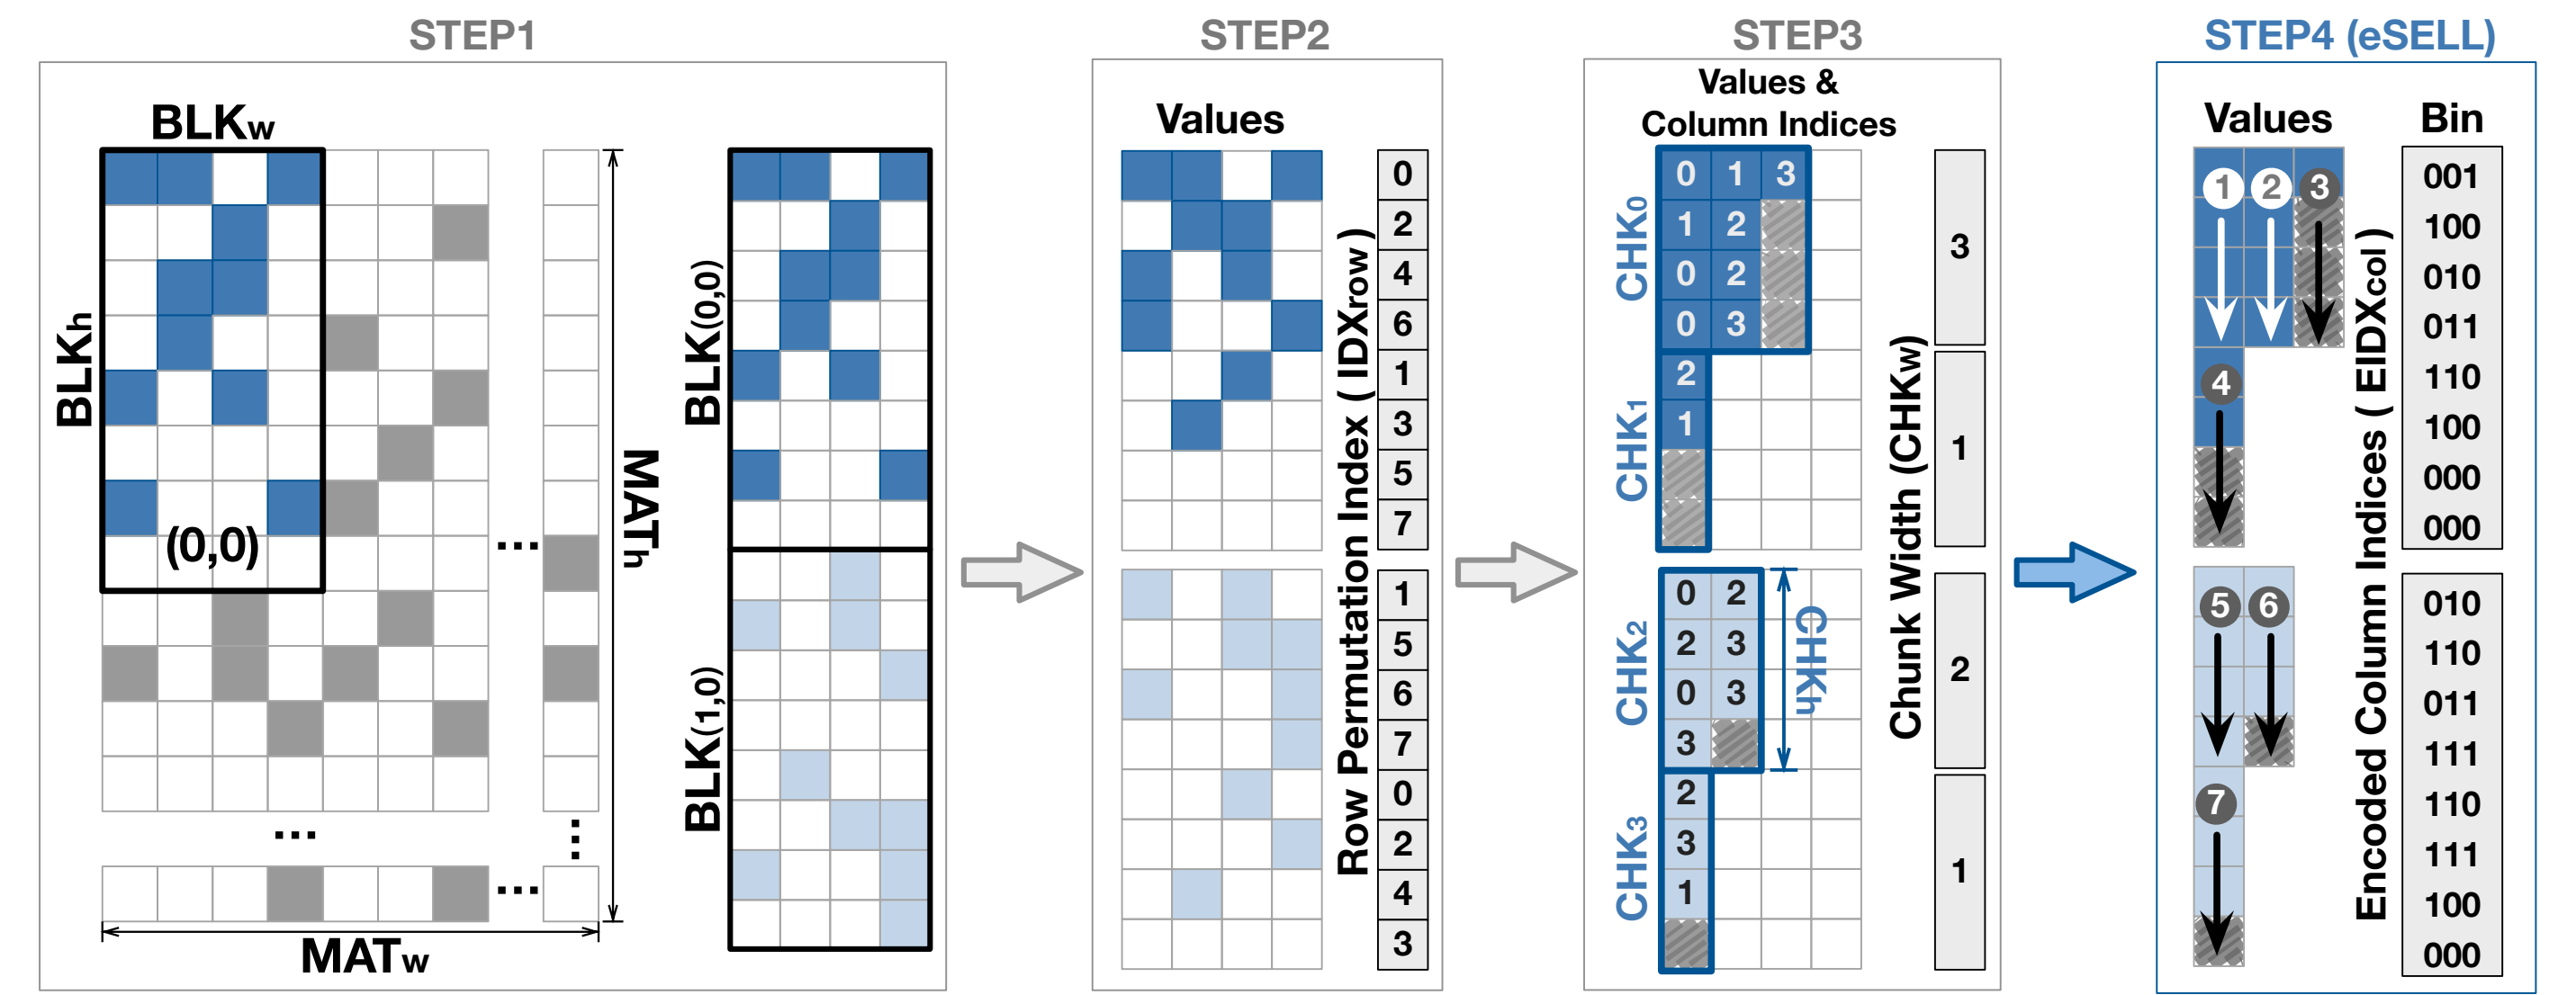 STEP1
BLKw
BLKh
(0,0)
...
MATh
...
...
...
MATw
BLK(0,0)
BLK(1,0)
STEP2
Values
Row Permutation Index ( IDXrow )
0
2
4
6
1
3
5
7
1
5
6
7
0
2
4
3
STEP3
Values &
Column Indices
CHK0
0 1 3
1 2
0 2
0 3
CHK1
2
1
CHK2
0 2
2 3
0 3
3
CHKh
CHK3
2
3
1
Chunk Width (CHKw)
3
1
2
1
STEP4 (eSELL)
Values
1 2 3
4
5 6
7
Encoded Column Indices ( EIDXcol )
Bin
001
100
010
011
110
100
000
000
010
110
011
111
110
111
100
000